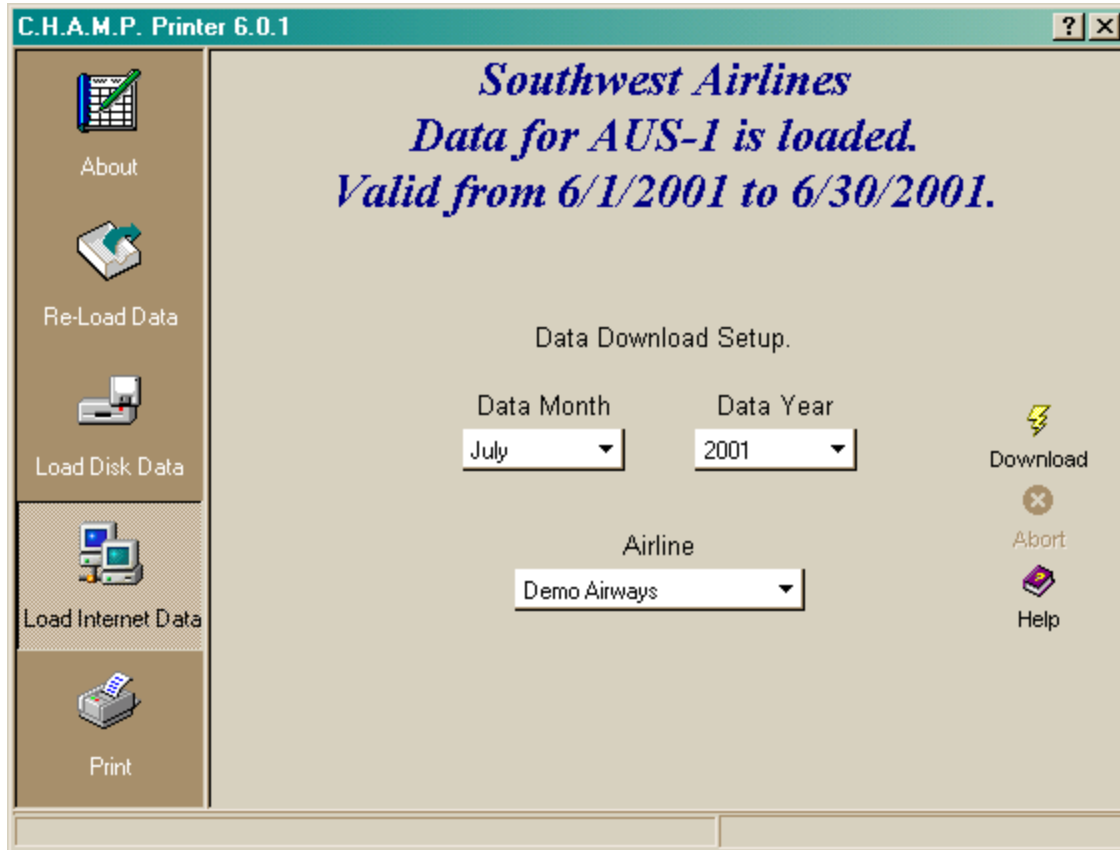 C.H.A.M.P. Printer 6.0.1
About
Re-Load Data
Load Disk Data
Load Internet Data
Print
Southwest Airlines
Data for AUS-1 is loaded.
Valid from 6/1/2001 to 6/30/2001.
Data Download Setup.
Data Month Data Year
July 2001
Airline
Demo Airways
Download
Abort
Help